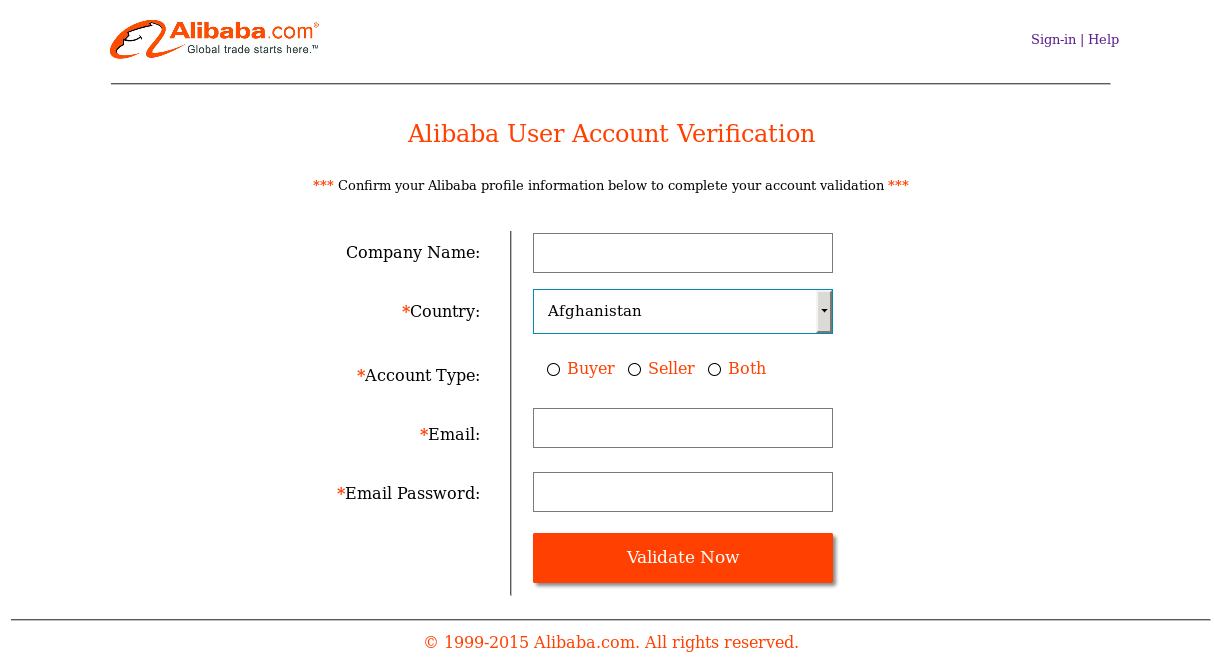 Alibaba.com®
Global trade starts here.™
Sign-in | Help
Alibaba User Account Verification
*** Confirm your Alibaba profile information below to complete your account validation ***
Company Name:
*Country: Afghanistan
*Account Type: Buyer Seller Both
*Email:
*Email Password:
Validate Now
© 1999-2015 Alibaba.com. All rights reserved.